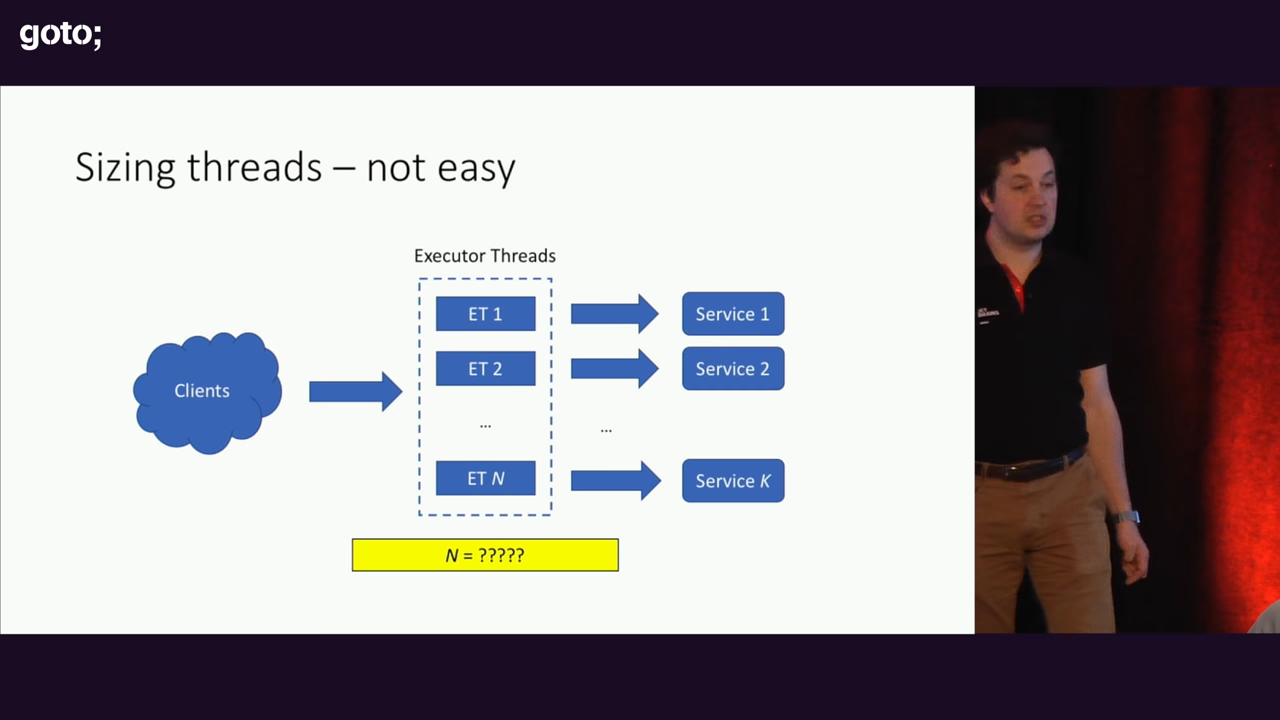 goto;
Sizing threads – not easy
Executor Threads
Clients
ET 1
Service 1
ET 2
Service 2
...
...
ET N
Service K
N = ?????